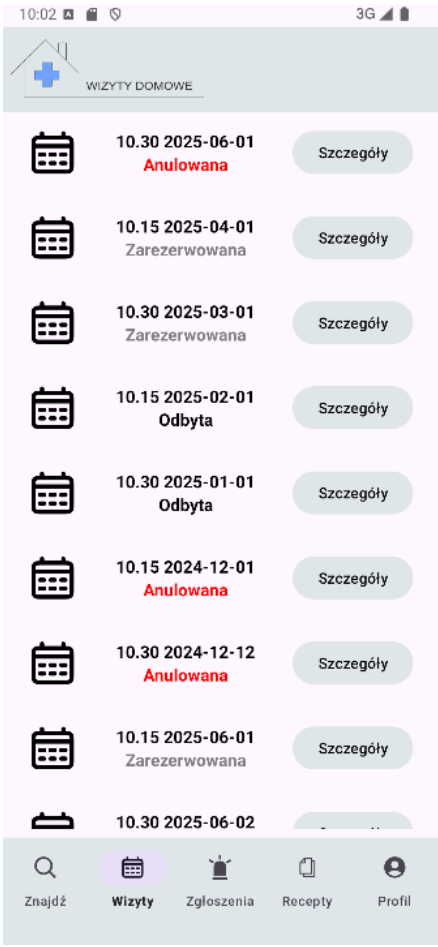 10:02
3G
WIZYTY DOMOWE
10.30 2025-06-01
Anulowana
Szczegóły
10.15 2025-04-01
Zarezerwowana
Szczegóły
10.30 2025-03-01
Zarezerwowana
Szczegóły
10.15 2025-02-01
Odbyta
Szczegóły
10.30 2025-01-01
Odbyta
Szczegóły
10.15 2024-12-01
Anulowana
Szczegóły
10.30 2024-12-12
Anulowana
Szczegóły
10.15 2025-06-01
Zarezerwowana
Szczegóły
10.30 2025-06-02
Znajdź
Wizyty
Zgłoszenia
Recepty
Profil